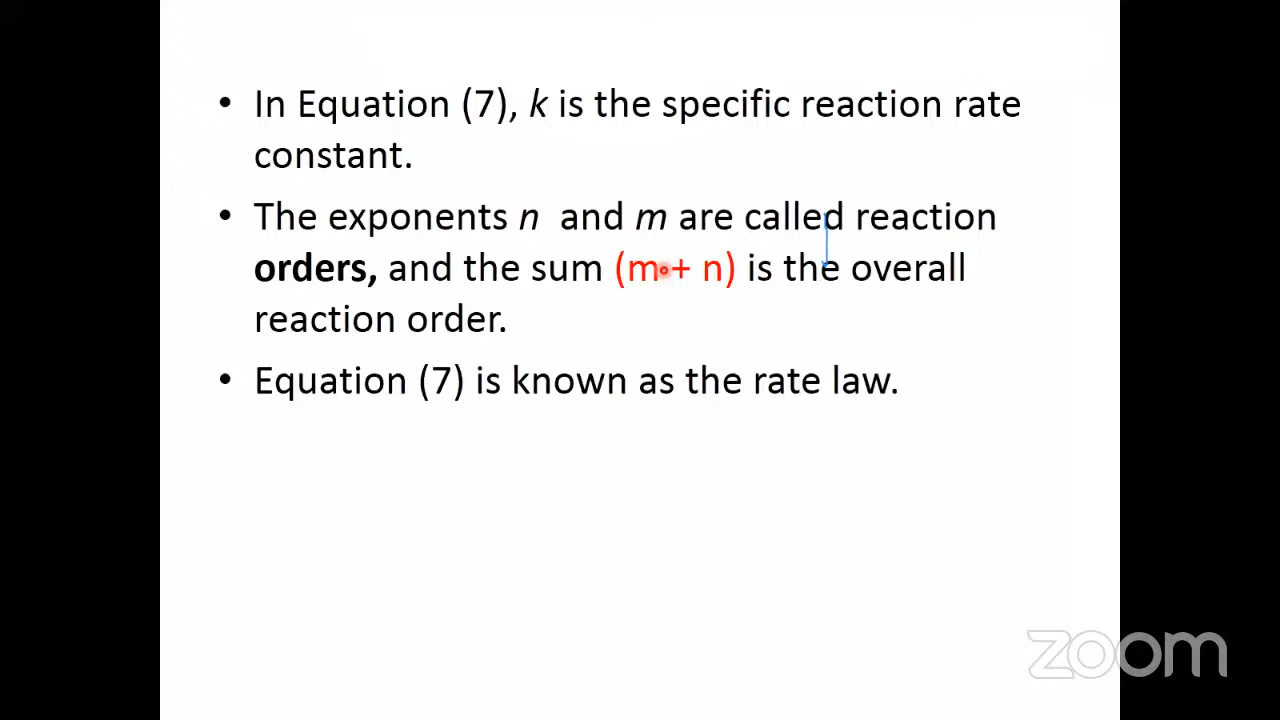 • In Equation (7), k is the specific reaction rate
constant.
• The exponents n and m are called reaction
orders, and the sum (m + n) is the overall
reaction order.
• Equation (7) is known as the rate law.
zoom